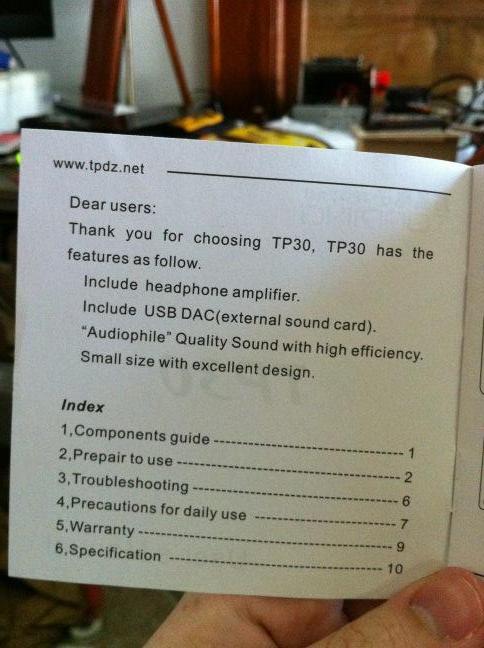 www.tpdz.net
Dear users:
Thank you for choosing TP30, TP30 has the
features as follow.
Include headphone amplifier.
Include USB DAC(external sound card).
“Audiophile” Quality Sound with high efficiency.
Small size with excellent design.
Index
1,Components guide ------------------------- 1
2,Prepair to use ----------------------------- 2
3,Troubleshooting --------------------------- 6
4,Precautions for daily use ----------------- 7
5,Warranty --------------------------------- 9
6,Specification ---------------------------- 10